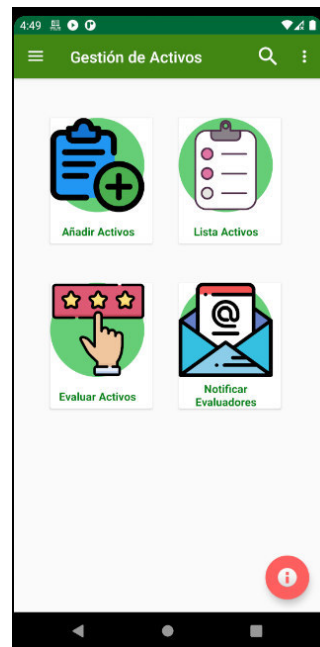 4:49
Gestión de Activos
Añadir Activos
Lista Activos
@
Evaluar Activos
Notificar
Evaluadores